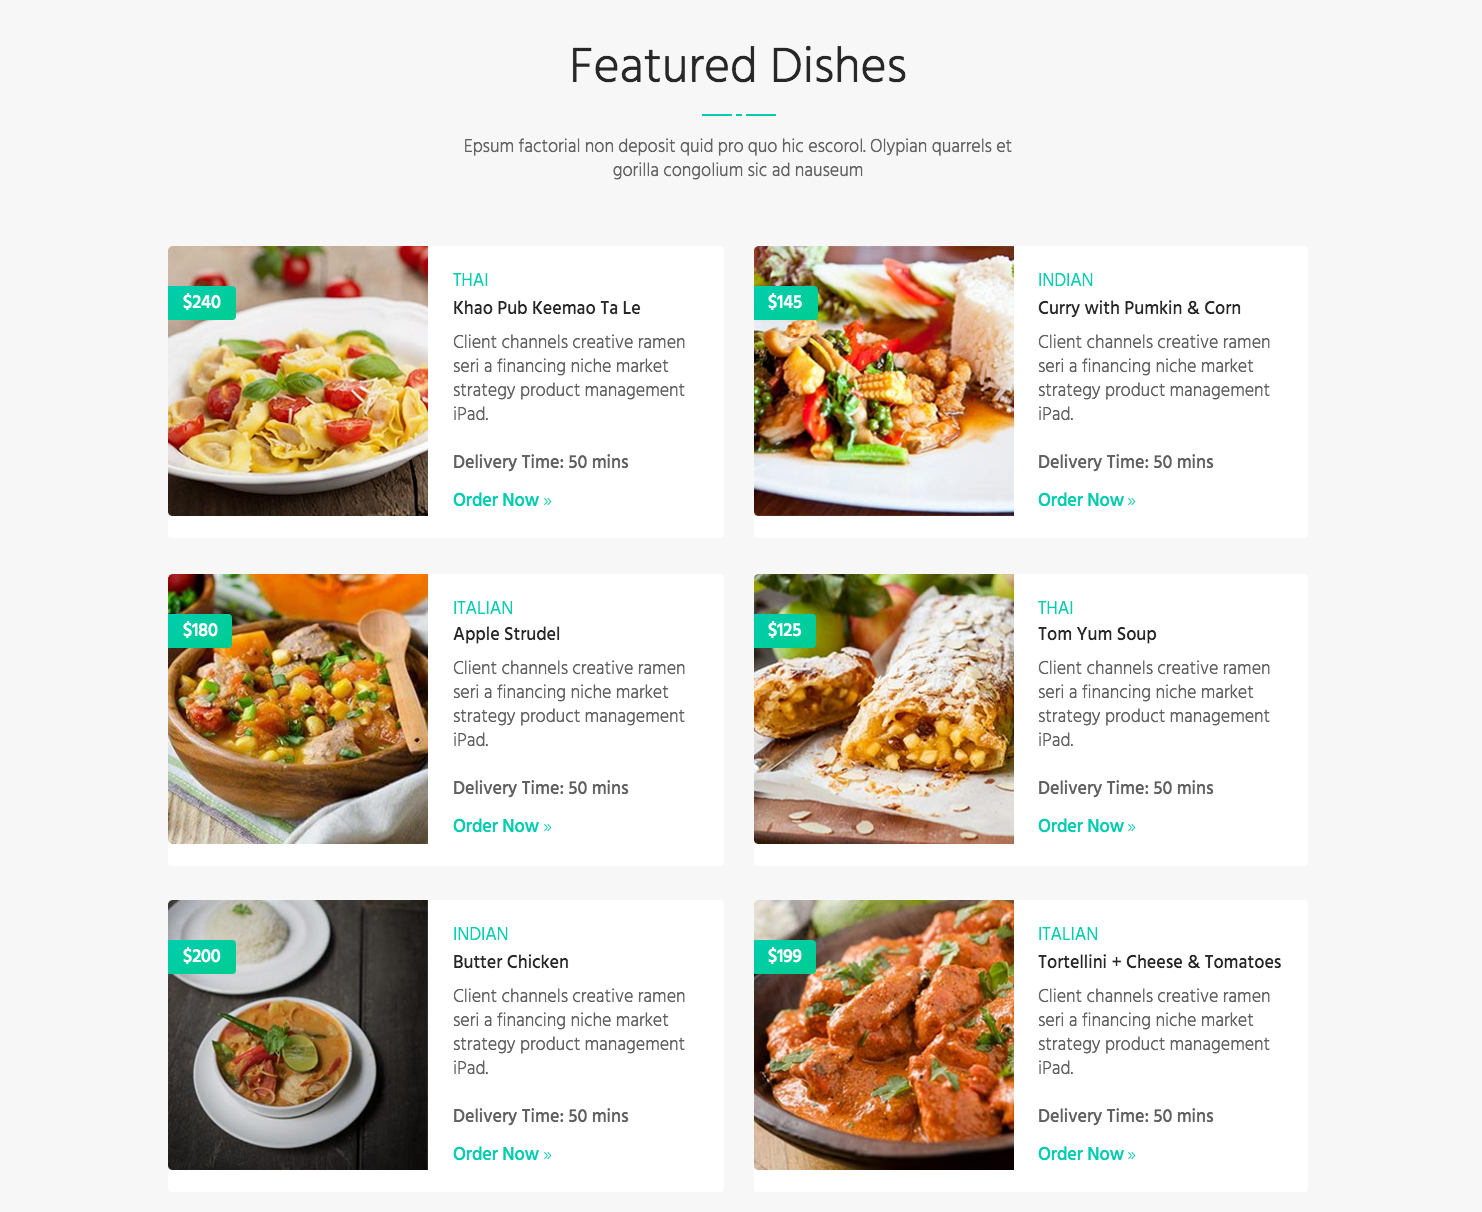 Featured Dishes
Epsum factorial non deposit quid pro quo hic escorol. Olypian quarrels et
gorilla congolium sic ad nauseum
$240
THAI
Khao Pub Keemao Ta Le
Client channels creative ramen
seri a financing niche market
strategy product management
iPad.
Delivery Time: 50 mins
Order Now »
$145
INDIAN
Curry with Pumkin & Corn
Client channels creative ramen
seri a financing niche market
strategy product management
iPad.
Delivery Time: 50 mins
Order Now »
$180
ITALIAN
Apple Strudel
Client channels creative ramen
seri a financing niche market
strategy product management
iPad.
Delivery Time: 50 mins
Order Now »
$125
THAI
Tom Yum Soup
Client channels creative ramen
seri a financing niche market
strategy product management
iPad.
Delivery Time: 50 mins
Order Now »
$200
INDIAN
Butter Chicken
Client channels creative ramen
seri a financing niche market
strategy product management
iPad.
Delivery Time: 50 mins
Order Now »
$199
ITALIAN
Tortellini + Cheese & Tomatoes
Client channels creative ramen
seri a financing niche market
strategy product management
iPad.
Delivery Time: 50 mins
Order Now »